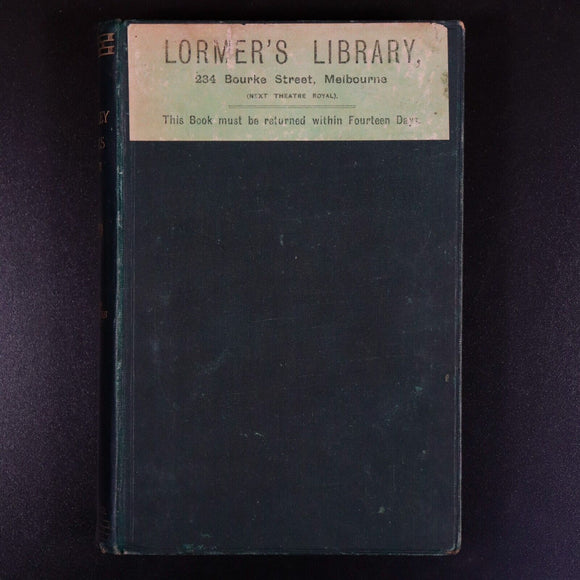 LORMER'S LIBRARY,
234 Bourke Street, Melbourne
(NEXT THEATRE ROYAL).
This Book must be returned within Fourteen Days.